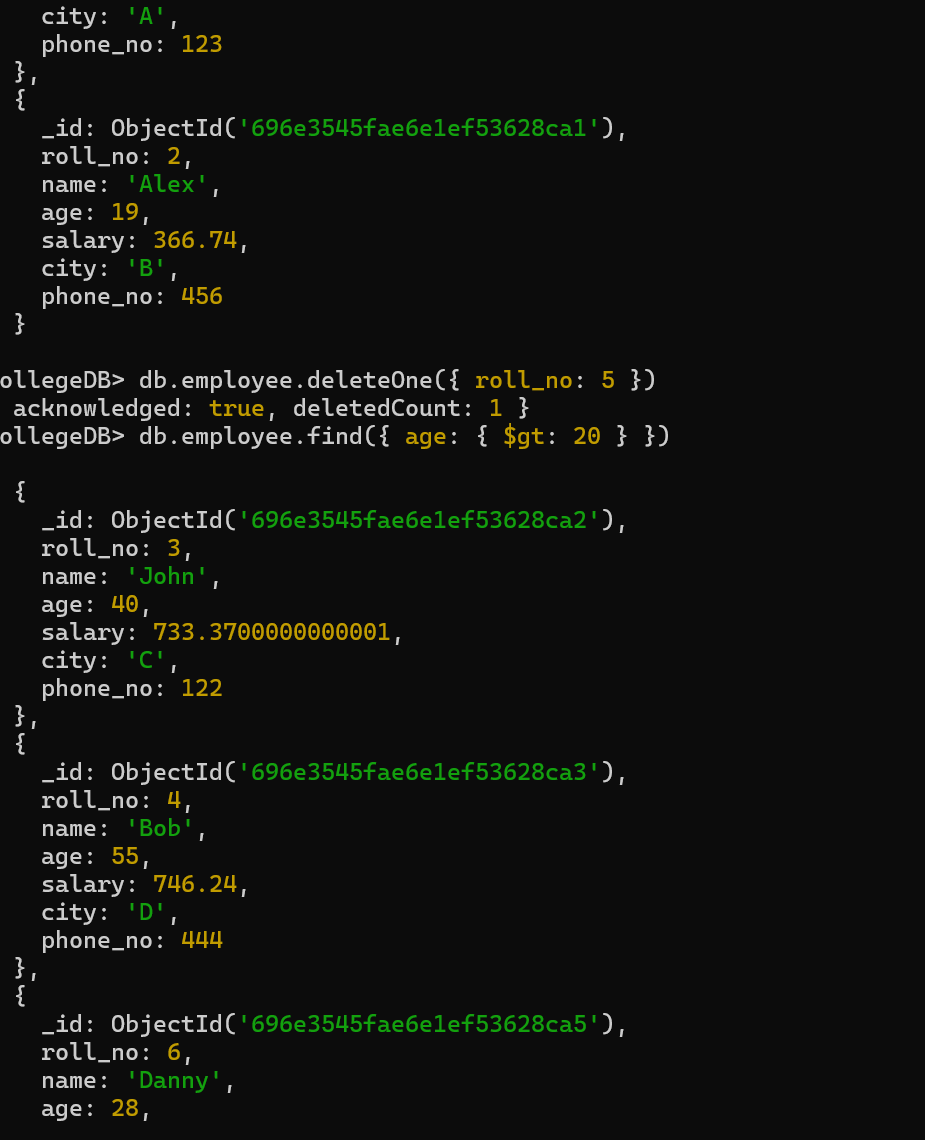 city: 'A',
phone_no: 123
},
{
_id: ObjectId('696e3545fae6e1ef53628ca1'),
roll_no: 2,
name: 'Alex',
age: 19,
salary: 366.74,
city: 'B',
phone_no: 456
}
ollegeDB> db.employee.deleteOne({ roll_no: 5 })
acknowledged: true, deletedCount: 1 }
ollegeDB> db.employee.find({ age: { $gt: 20 } })
{
_id: ObjectId('696e3545fae6e1ef53628ca2'),
roll_no: 3,
name: 'John',
age: 40,
salary: 733.3700000000001,
city: 'C',
phone_no: 122
},
{
_id: ObjectId('696e3545fae6e1ef53628ca3'),
roll_no: 4,
name: 'Bob',
age: 55,
salary: 746.24,
city: 'D',
phone_no: 444
},
{
_id: ObjectId('696e3545fae6e1ef53628ca5'),
roll_no: 6,
name: 'Danny',
age: 28,